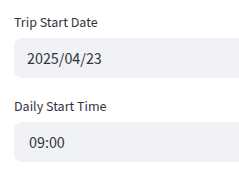 Trip Start Date
2025/04/23
Daily Start Time
09:00